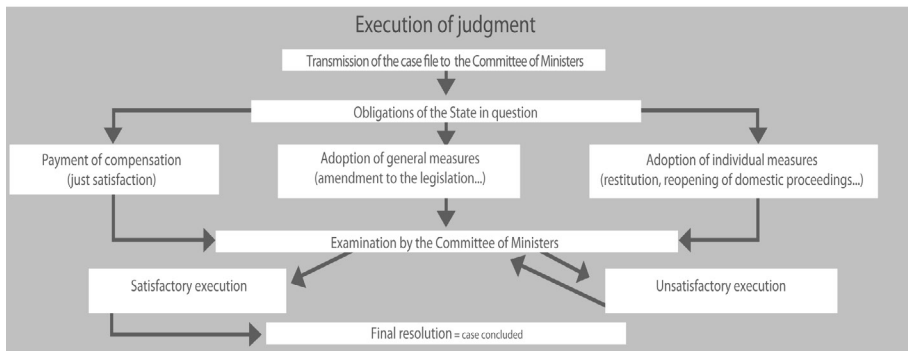 Execution of judgment
Transmission of the case file to the Committee of Ministers
Obligations of the State in question
Payment of compensation
(just satisfaction)
Adoption of general measures
(amendment to the legislation...)
Adoption of individual measures
(restitution, reopening of domestic proceedings...)
Examination by the Committee of Ministers
Satisfactory execution
Unsatisfactory execution
Final resolution = case concluded